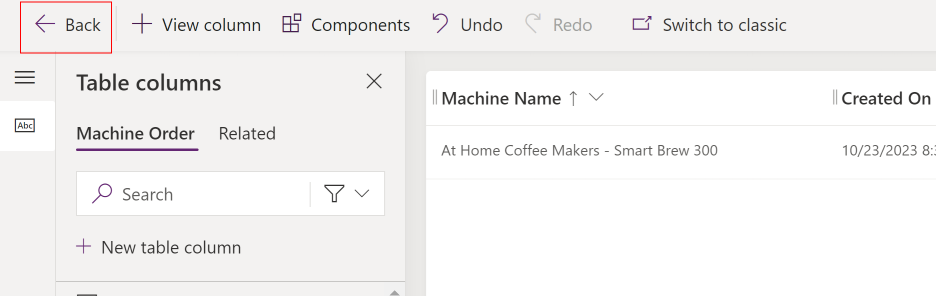 Back View column Components Undo Redo Switch to classic
Table columns
Abc
Machine Order Related
Search
New table column
Machine Name Created On
At Home Coffee Makers - Smart Brew 300 10/23/2023 8:3